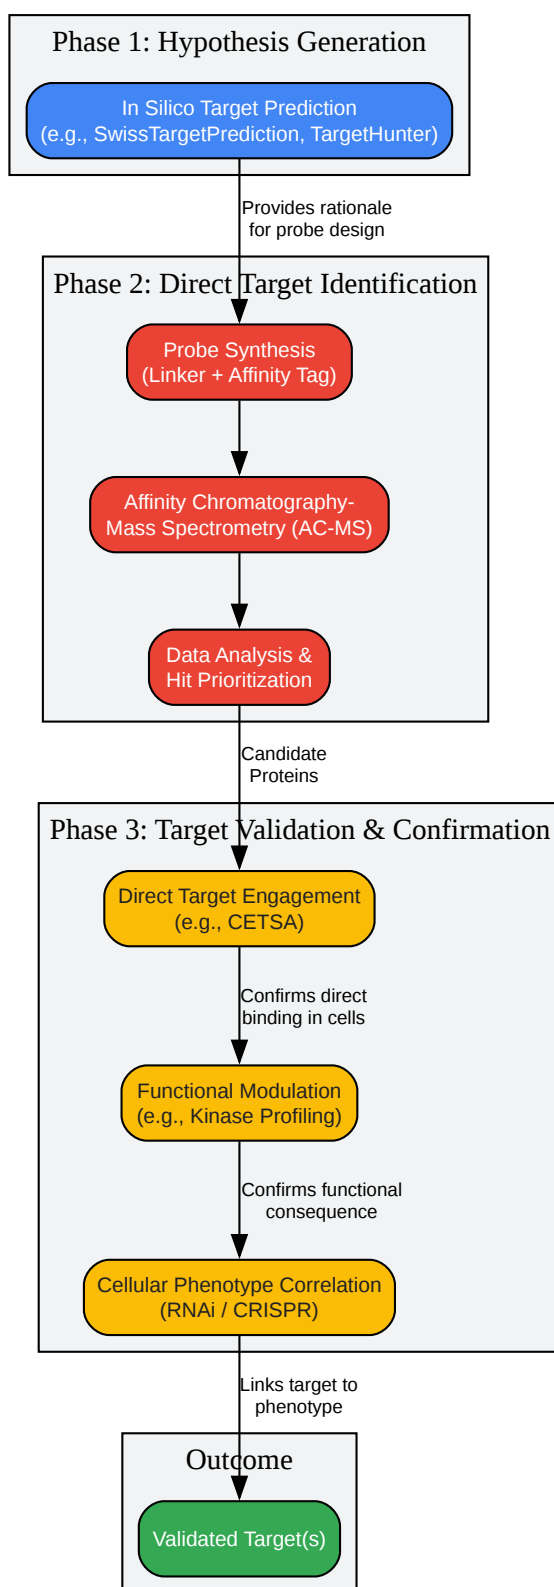 Phase 1: Hypothesis Generation
In Silico Target Prediction
(e.g., SwissTargetPrediction, TargetHunter)
Provides rationale
for probe design
Phase 2: Direct Target Identification
Probe Synthesis
(Linker + Affinity Tag)
Affinity Chromatography-
Mass Spectrometry (AC-MS)
Data Analysis &
Hit Prioritization
Candidate
Proteins
Phase 3: Target Validation & Confirmation
Direct Target Engagement
(e.g., CETSA)
Confirms direct
binding in cells
Functional Modulation
(e.g., Kinase Profiling)
Confirms functional
consequence
Cellular Phenotype Correlation
(RNAi / CRISPR)
Links target to
phenotype
Outcome
Validated Target(s)